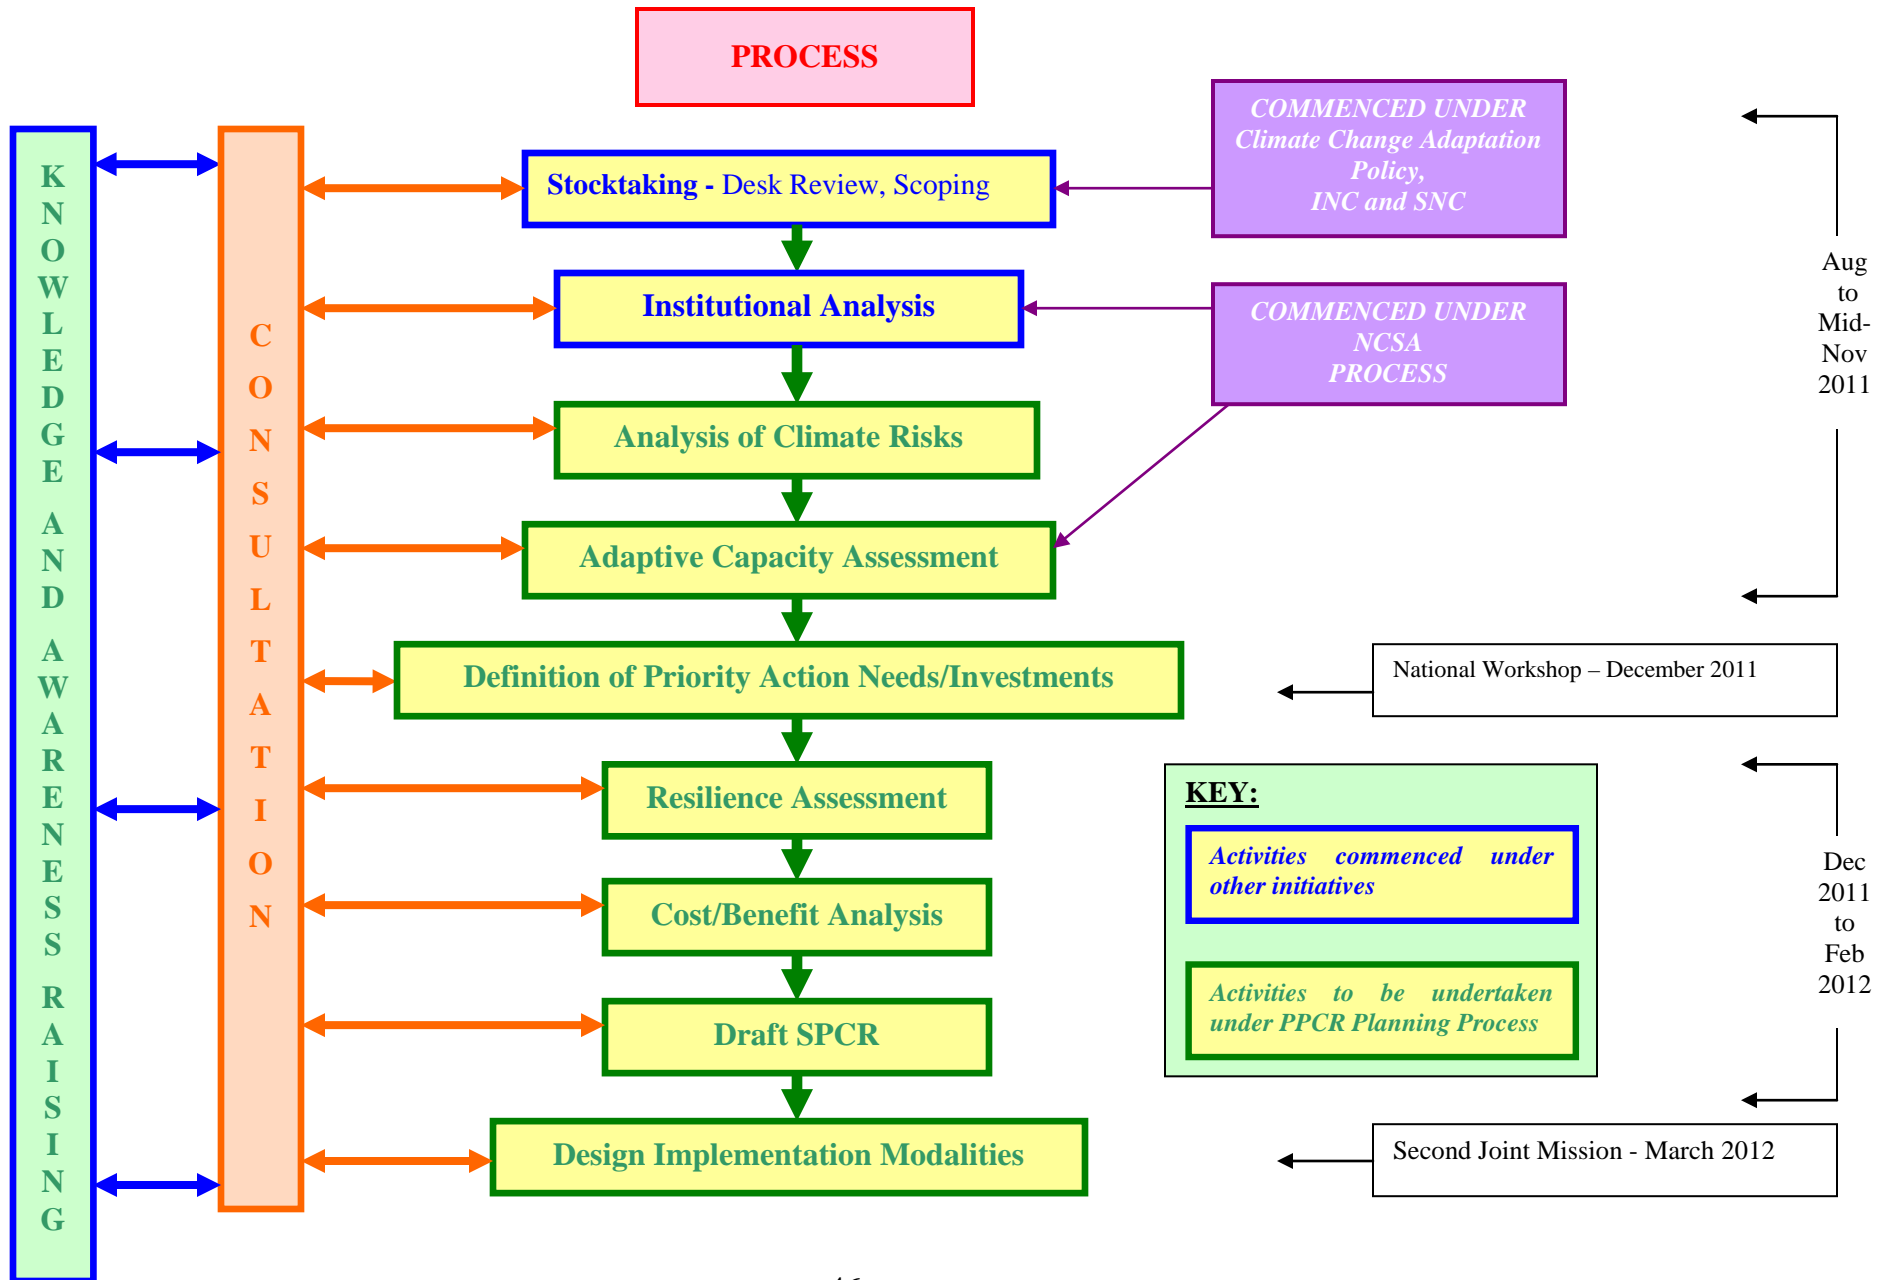 PROCESS
KNOWLEDGE AND AWARENESS RAISING
CONSULTATION
Stocktaking - Desk Review, Scoping
COMMENCED UNDER
Climate Change Adaptation
Policy,
INC and SNC
Institutional Analysis
COMMENCED UNDER
NCSA
PROCESS
Analysis of Climate Risks
Adaptive Capacity Assessment
Aug
to
Mid-
Nov
2011
Definition of Priority Action Needs/Investments
National Workshop – December 2011
Resilience Assessment
Cost/Benefit Analysis
Draft SPCR
Design Implementation Modalities
KEY:
Activities commenced under
other initiatives
Activities to be undertaken
under PPCR Planning Process
Dec
2011
to
Feb
2012
Second Joint Mission - March 2012